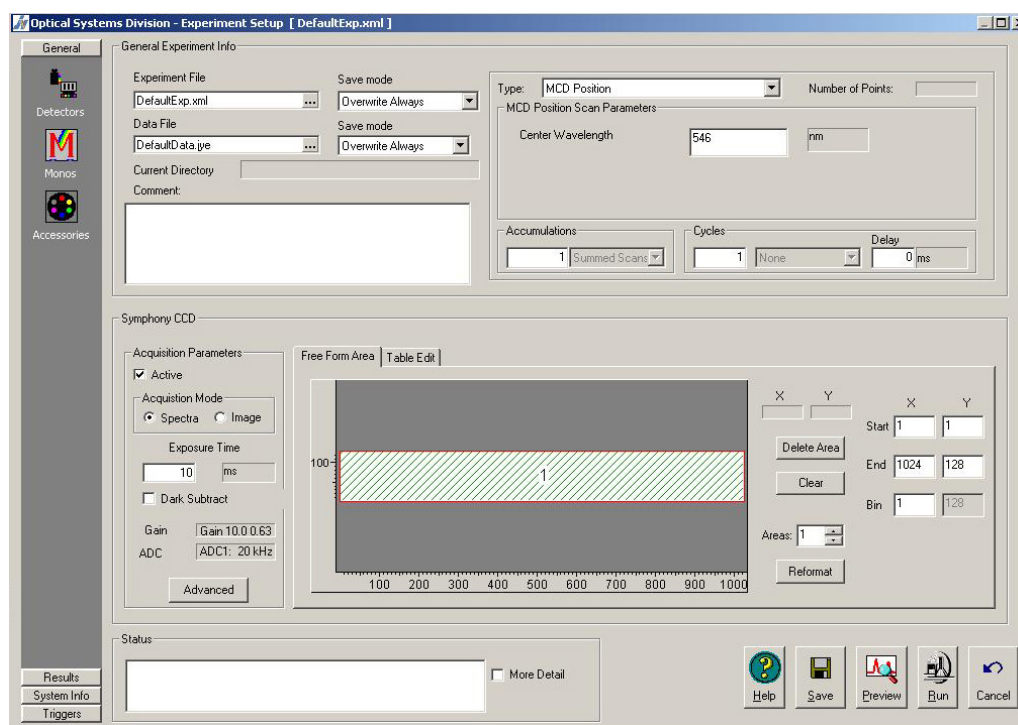 Optical Systems Division - Experiment Setup [ DefaultExp.xml ]
General
Detectors
Monos
Accessories
Results
System Info
Triggers
General Experiment Info
Experiment File
Save mode
DefaultExp.xml
...
Overwrite Always
Data File
Save mode
DefaultData.jye
...
Overwrite Always
Current Directory
Comment:
Type:
MCD Position
Number of Points:
MCD Position Scan Parameters
Center Wavelength
546
nm
Accumulations
1
Summed Scans
Cycles
1
None
Delay
0
ms
Symphony CCD
Acquisition Parameters
Active
Acquistion Mode
Spectra
Image
Exposure Time
10
ms
Dark Subtract
Gain
Gain 10.0 0.63
ADC
ADC1: 20 kHz
Advanced
Free Form Area
Table Edit
100
1
100 200 300 400 500 600 700 800 900 1000
X Y
Delete Area
Clear
Areas:
1
Reformat
X Y
Start 1 1
End 1024 128
Bin 1 128
Status
More Detail
Help
Save
Preview
Run
Cancel